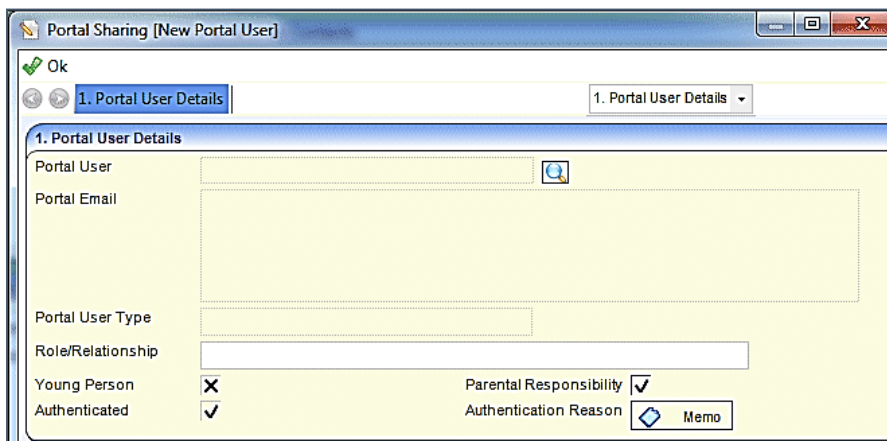 Portal Sharing [New Portal User]
Ok
1. Portal User Details 1. Portal User Details
1. Portal User Details
Portal User
Portal Email
Portal User Type
Role/Relationship
Young Person Parental Responsibility
Authenticated Authentication Reason Memo